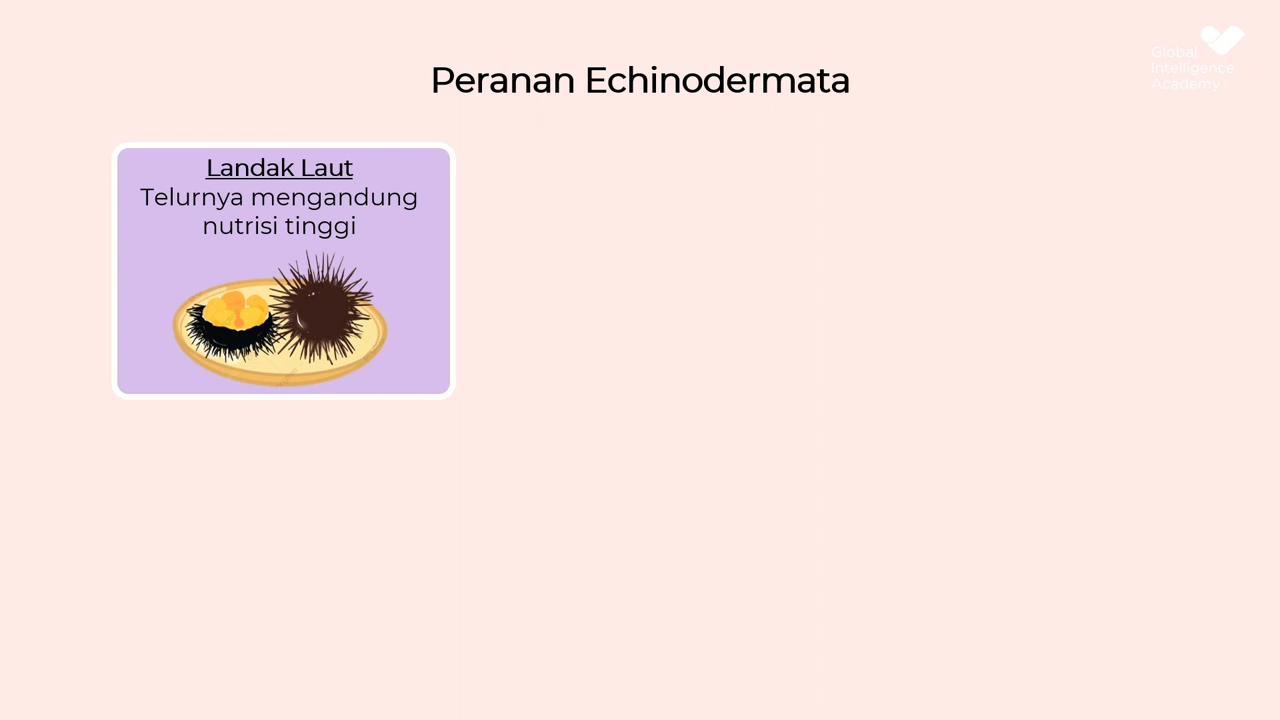 Global
Intelligence
Academy
Peranan Echinodermata
Landak Laut
Telurnya mengandung
nutrisi tinggi